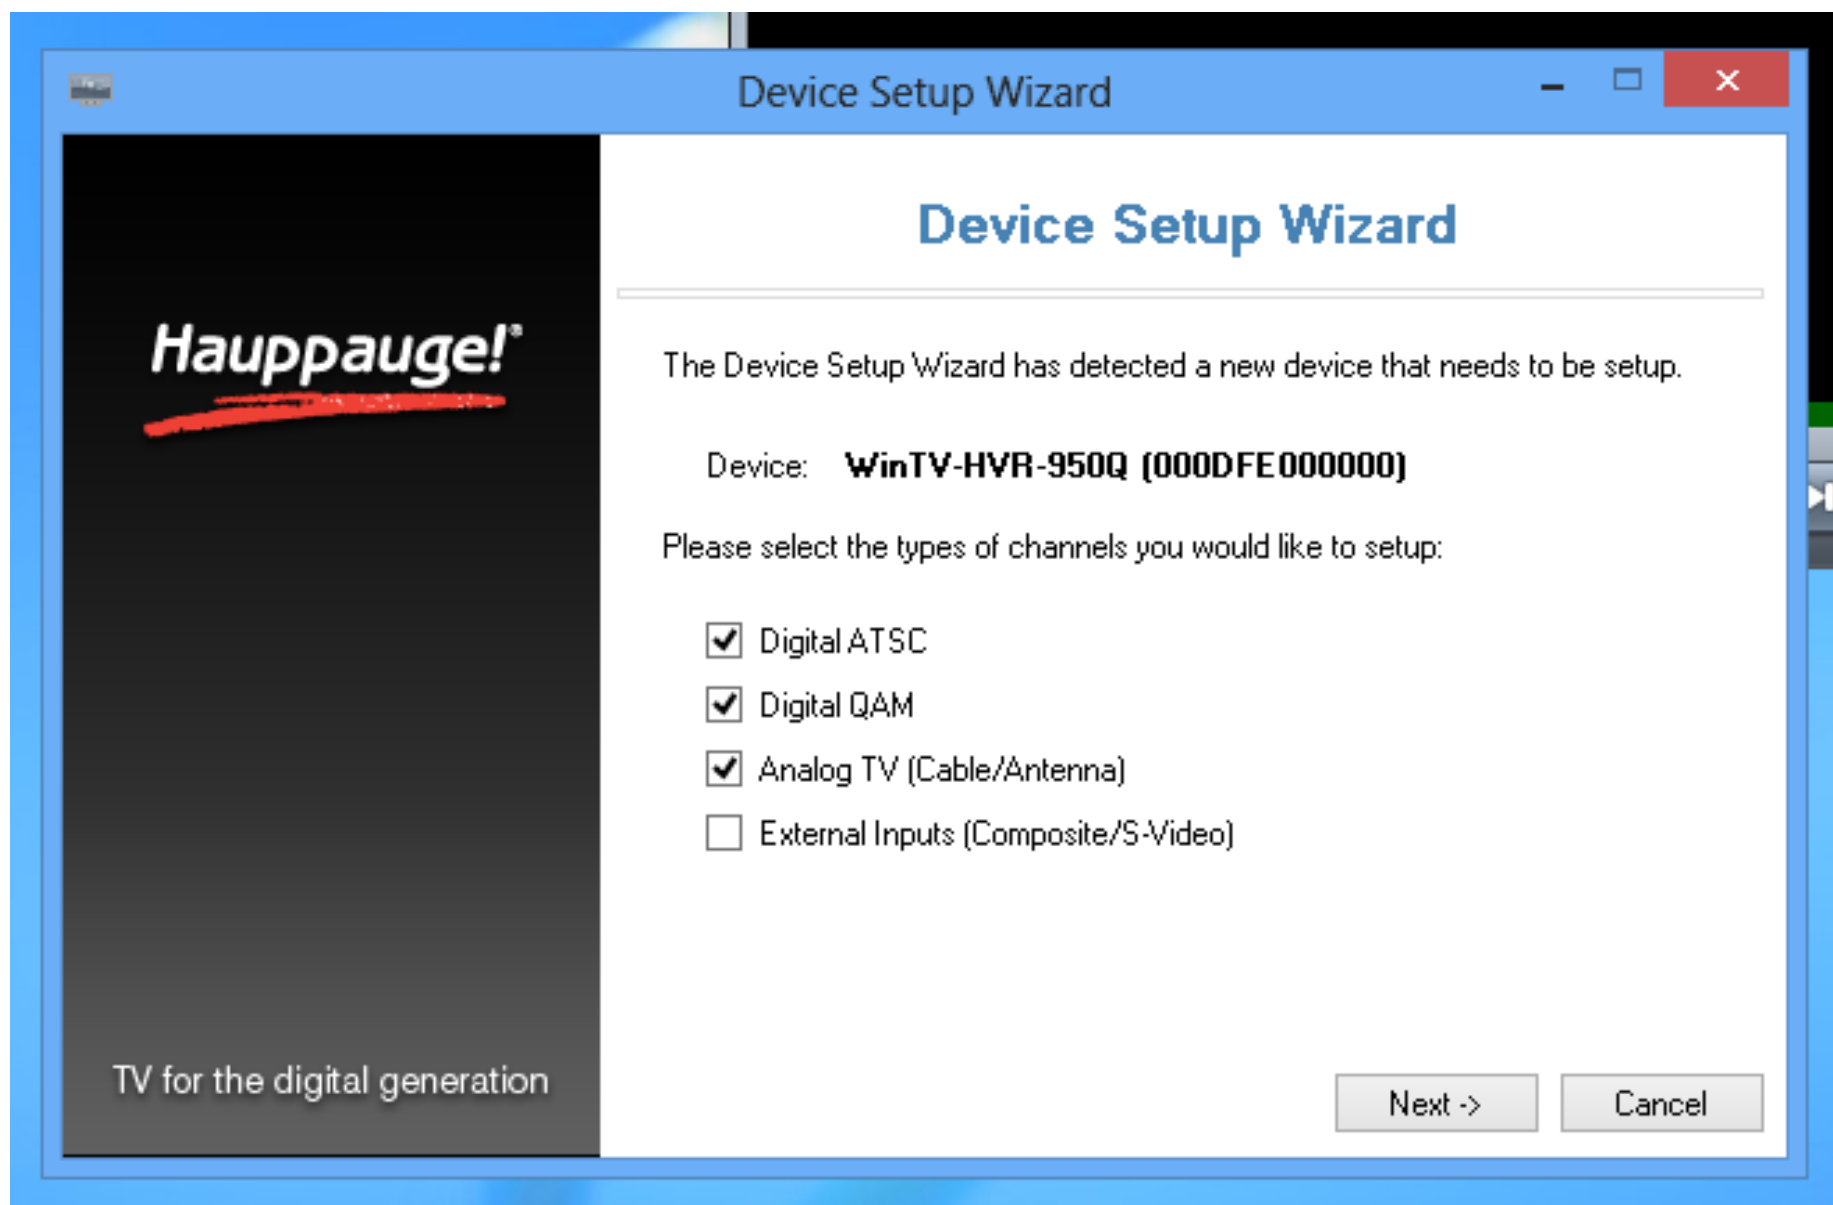 Device Setup Wizard
Hauppauge!®
TV for the digital generation
Device Setup Wizard
The Device Setup Wizard has detected a new device that needs to be setup.
Device: WinTV-HVR-950Q (000DFE000000)
Please select the types of channels you would like to setup:
Digital ATSC
Digital QAM
Analog TV (Cable/Antenna)
External Inputs (Composite/S-Video)
Next ->
Cancel